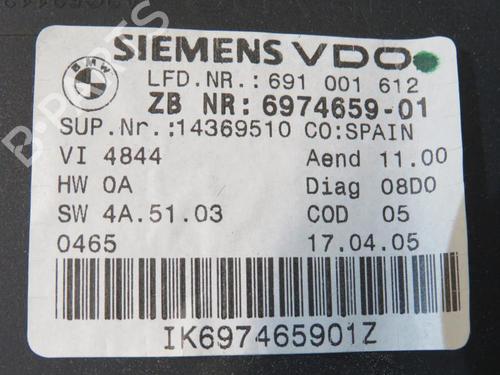 SIEMENS VDO
BMW
LFD.NR.: 691 001 612
ZB NR: 6974659-01
SUP.Nr.:14369510 CO:SPAIN
VI 4844 Aend 11.00
HW 0A Diag 08D0
SW 4A.51.03 COD 05
0465 17.04.05
IK697465901Z